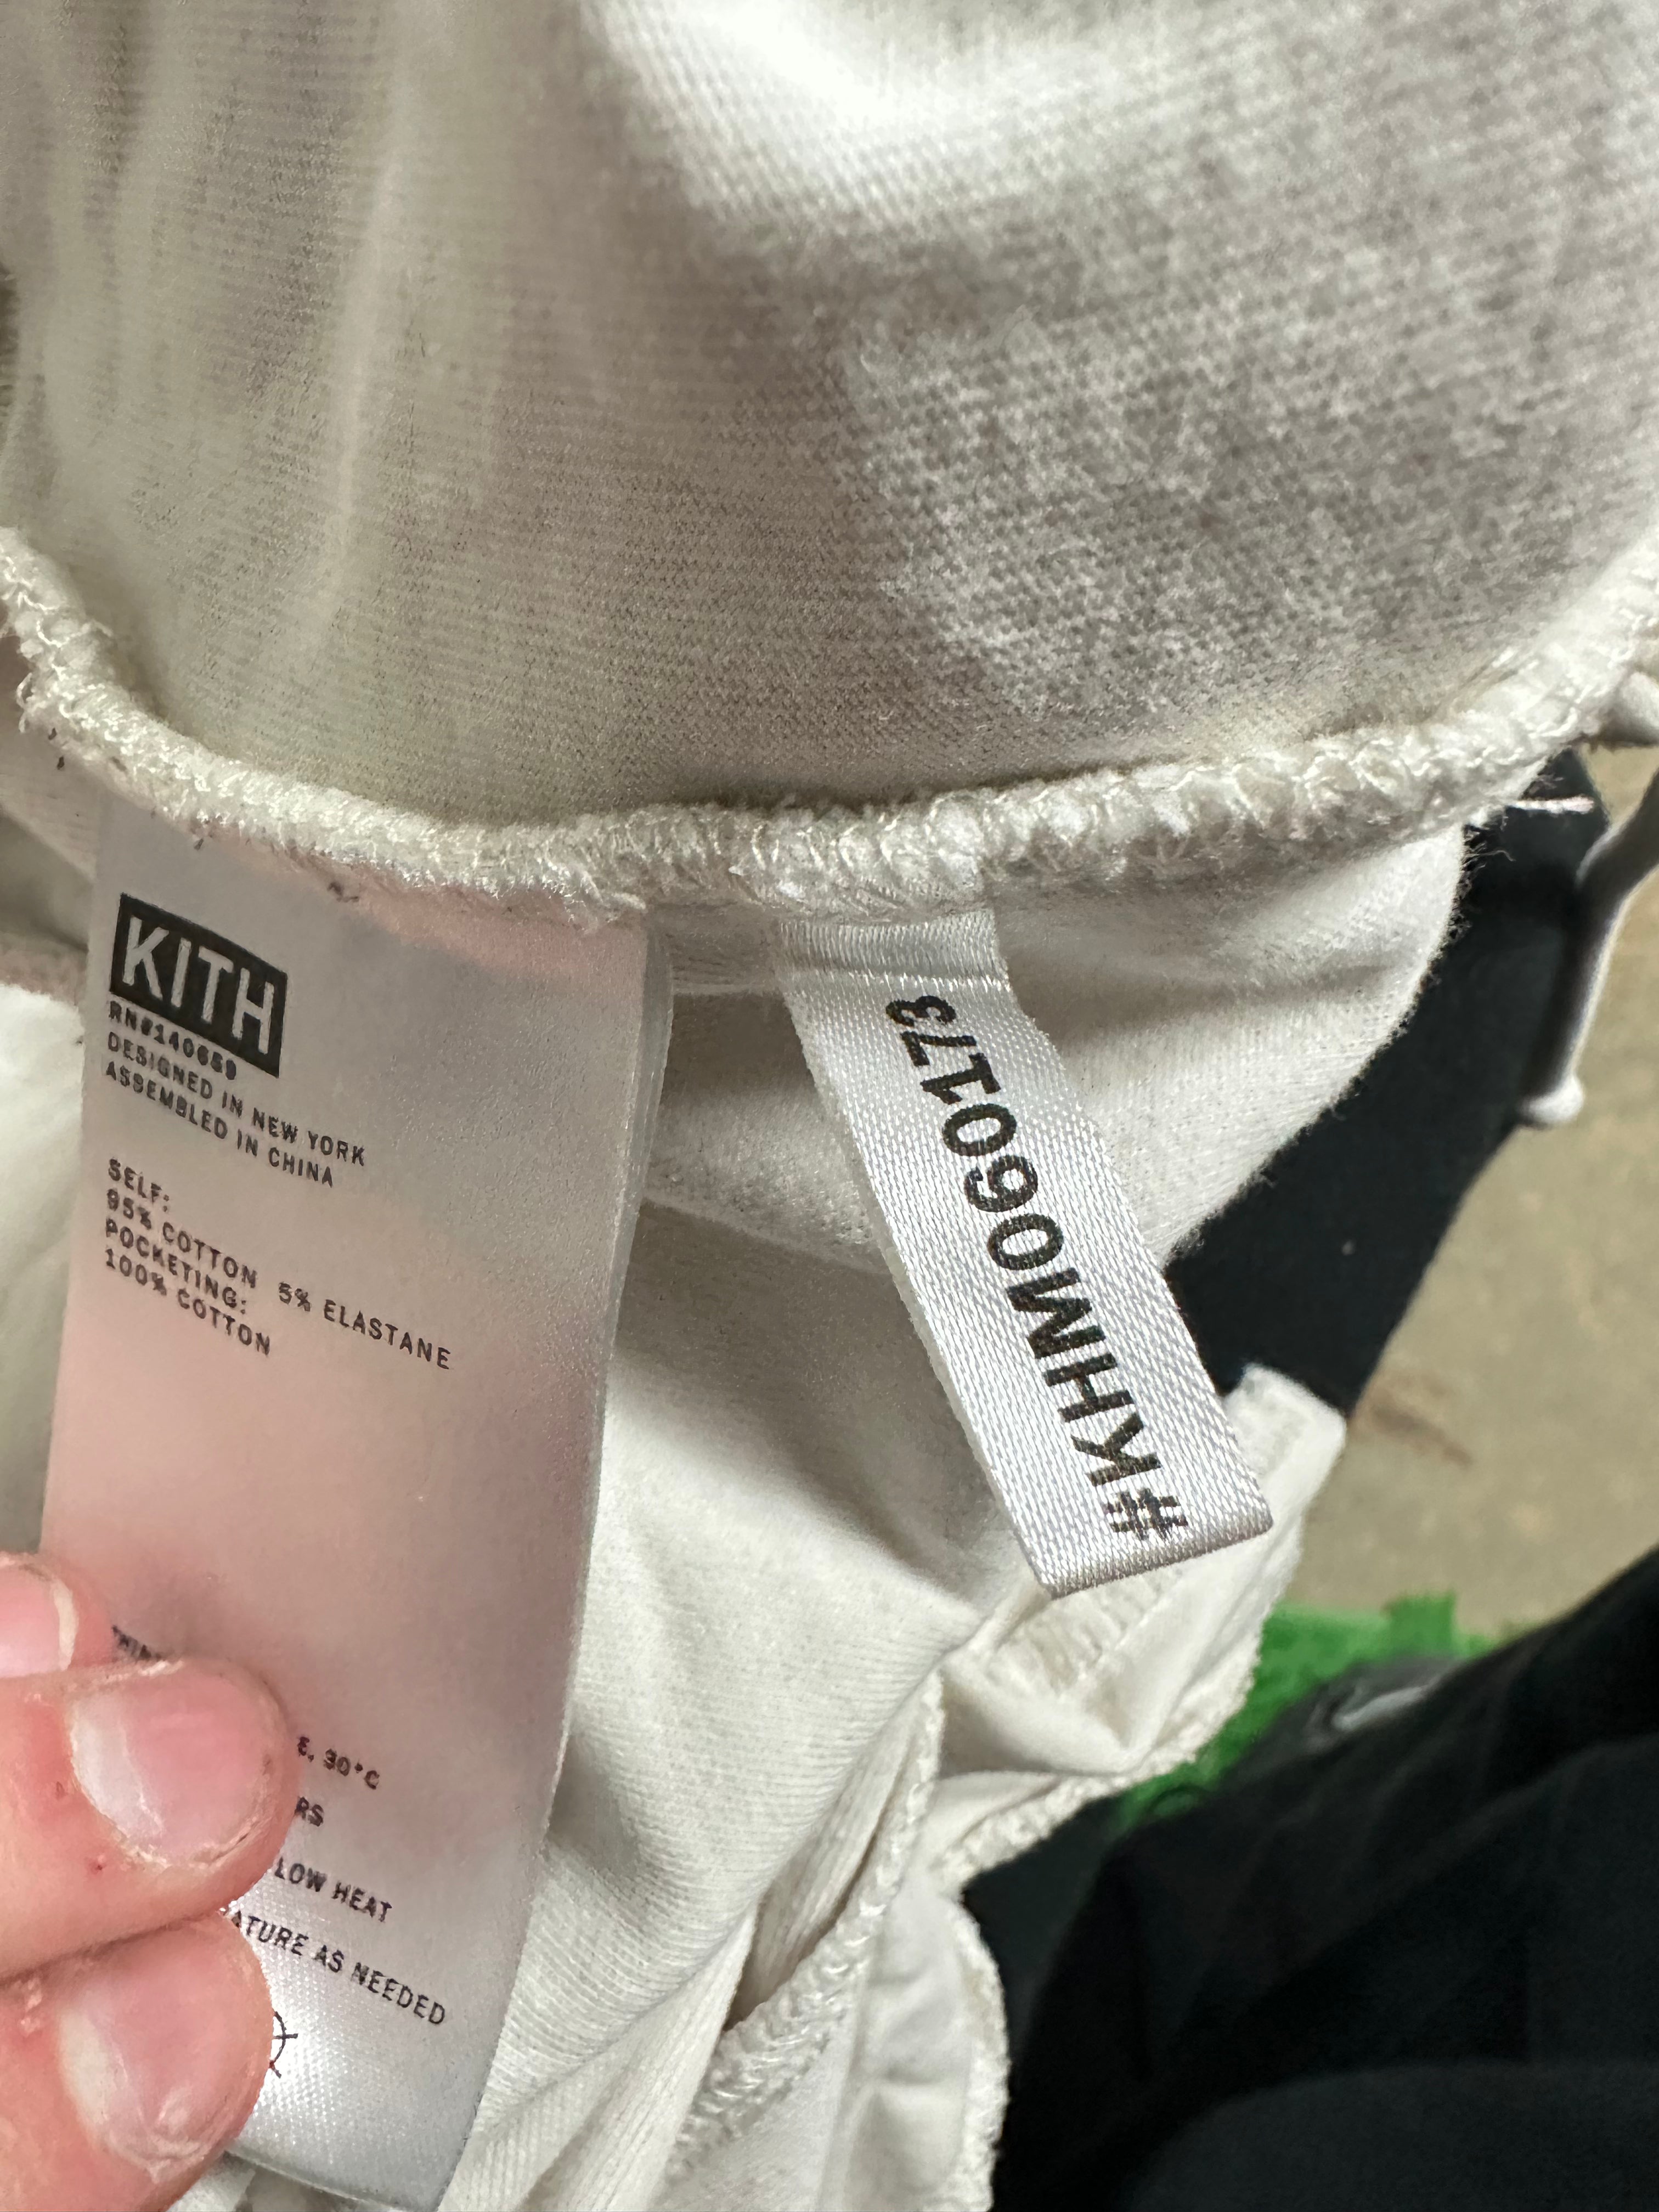 KITH
RN#140659
DESIGNED IN NEW YORK
ASSEMBLED IN CHINA
SELF:
95% COTTON 5% ELASTANE
POCKETING:
100% COTTON
30°C
LOW HEAT
AS NEEDED
#KHM060173